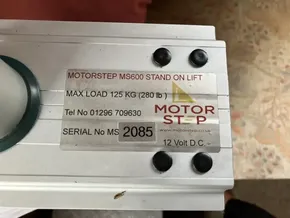 MOTORSTEP MS600 STAND ON LIFT
MAX LOAD 125 KG (280 lb.)
MOTOR
STEP
Tel No 01296 709630
SERIAL No MS 2085
12 Volt D.C.